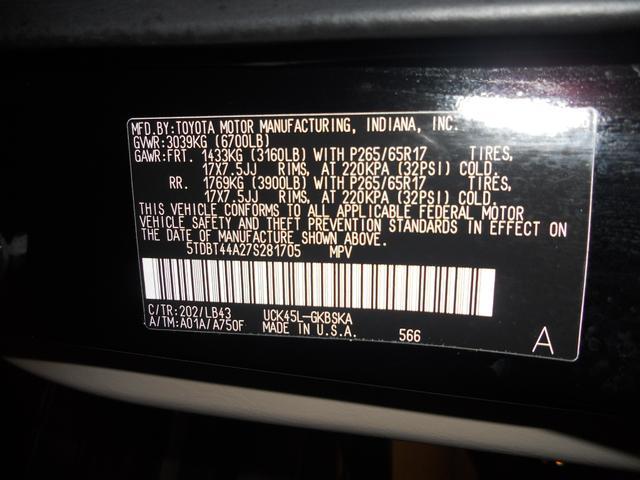 MFD.BY:TOYOTA MOTOR MANUFACTURING, INDIANA, INC.
GVWR:3039KG (6700LB)
GAWR:FRT. 1433KG (3160LB) WITH P265/65R17 TIRES,
17X7.5JJ RIMS, AT 220KPA (32PSI) COLD.
RR. 1769KG (3900LB) WITH P265/65R17 TIRES,
17X7.5JJ RIMS, AT 220KPA (32PSI) COLD.
THIS VEHICLE CONFORMS TO ALL APPLICABLE FEDERAL MOTOR
VEHICLE SAFETY AND THEFT PREVENTION STANDARDS IN EFFECT ON
THE DATE OF MANUFACTURE SHOWN ABOVE.
5TDBT44A27S281705 MPV
C/TR:202/LB43 UCK45L-GKBSKA
A/TM:A01A/A750F MADE IN U.S.A. 566 A